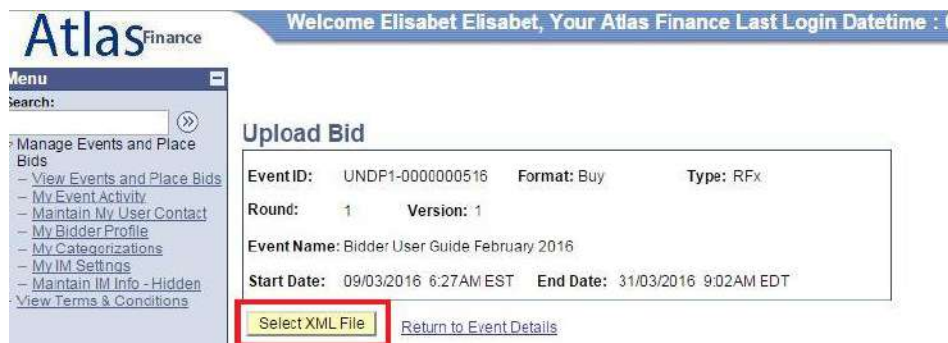 Atlas Finance
Welcome Elisabet Elisabet, Your Atlas Finance Last Login Datetime :
Menu
Search:
Manage Events and Place
Bids
– View Events and Place Bids
– My Event Activity
– Maintain My User Contact
– My Bidder Profile
– My Categorizations
– My IM Settings
– Maintain IM Info - Hidden
– View Terms & Conditions
Upload Bid
Event ID: UNDP1-0000000516 Format: Buy Type: RFx
Round: 1 Version: 1
Event Name: Bidder User Guide February 2016
Start Date: 09/03/2016 6:27AM EST End Date: 31/03/2016 9:02AM EDT
Select XML File Return to Event Details